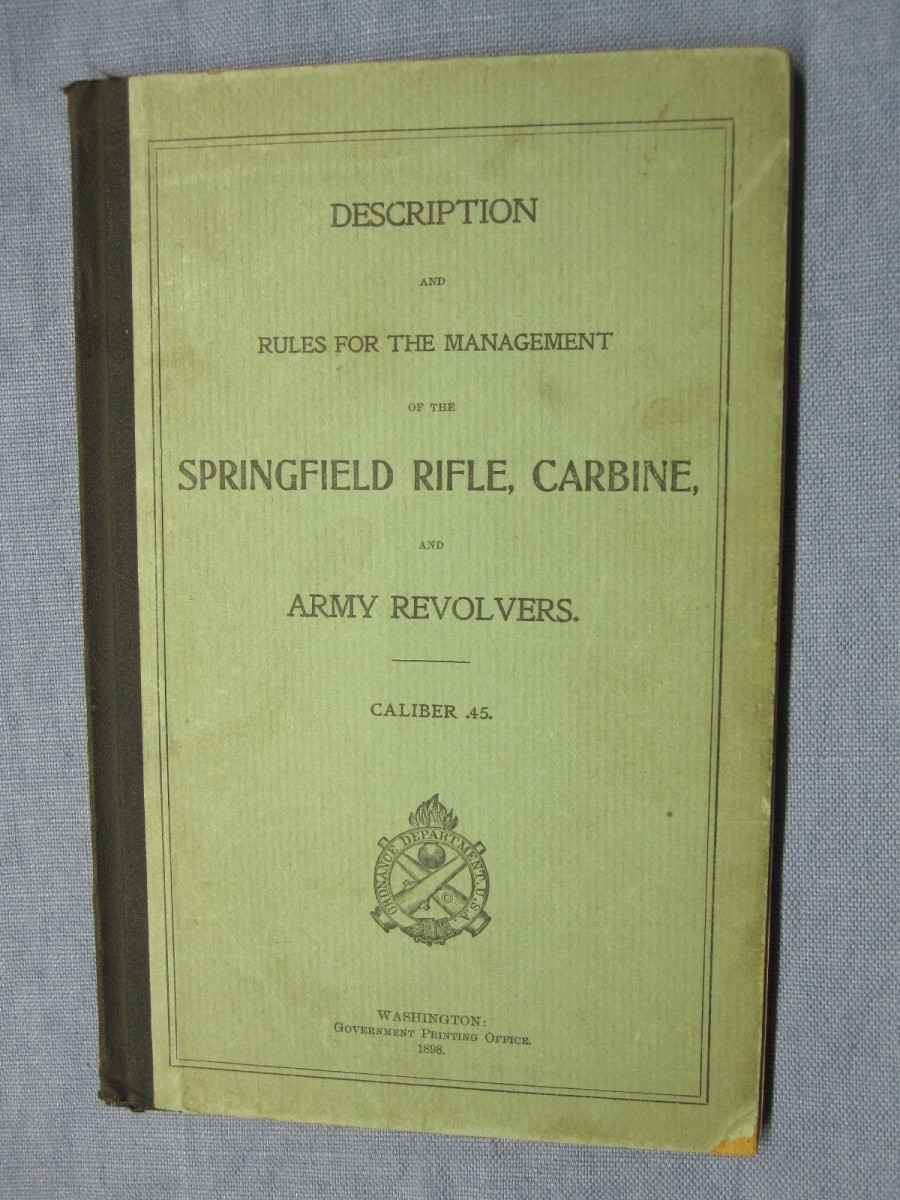 DESCRIPTION
AND
RULES FOR THE MANAGEMENT
OF THE
SPRINGFIELD RIFLE, CARBINE,
AND
ARMY REVOLVERS.
CALIBER .45.
ORDNANCE DEPARTMENT. U.S.A.
WASHINGTON:
GOVERNMENT PRINTING OFFICE.
1898.